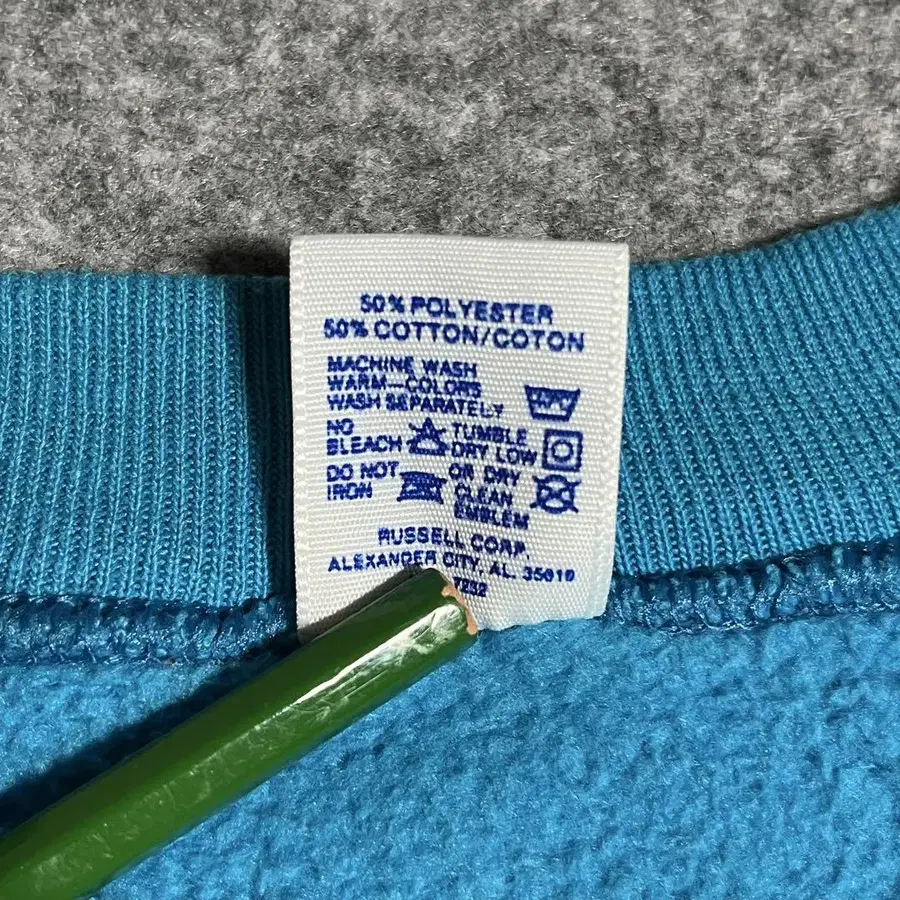 50% POLYESTER
50% COTTON/COTON
MACHINE WASH
WARM—COLORS
WASH SEPARATELY
NO
BLEACH
TUMBLE
DRY LOW
DO NOT
IRON
OR DRY
CLEAN
EMBLEM
RUSSELL CORP.
ALEXANDER CITY, AL. 35010